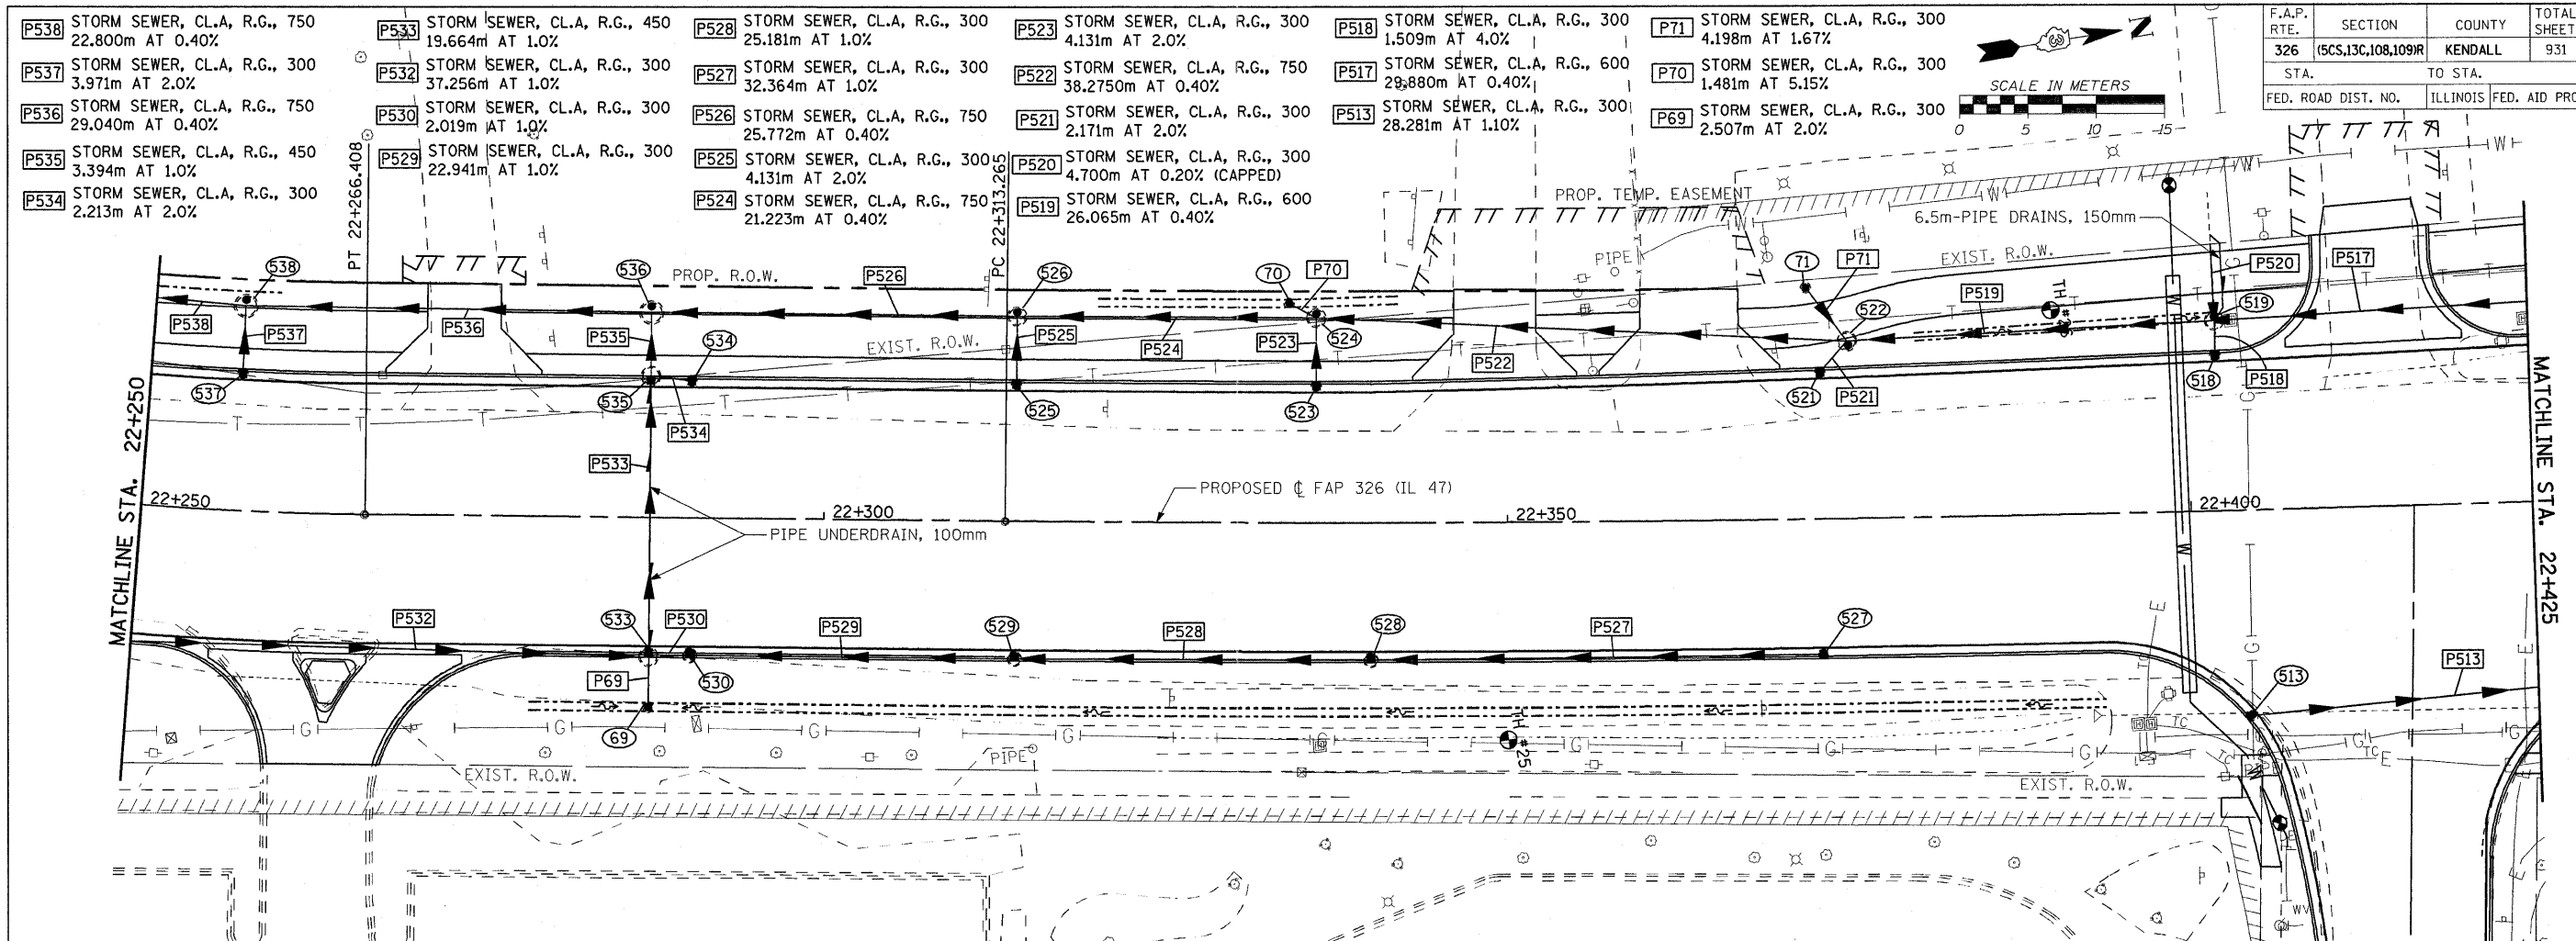 P538 STORM SEWER, CL.A, R.G., 750
22.800m AT 0.40%
P537 STORM SEWER, CL.A, R.G., 300
3.971m AT 2.0%
P536 STORM SEWER, CL.A, R.G., 750
29.040m AT 0.40%
P535 STORM SEWER, CL.A, R.G., 450
3.394m AT 1.0%
P534 STORM SEWER, CL.A, R.G., 300
2.213m AT 2.0%
P533 STORM SEWER, CL.A, R.G., 450
19.664m AT 1.0%
P532 STORM SEWER, CL.A, R.G., 300
37.256m AT 1.0%
P530 STORM SEWER, CL.A, R.G., 300
2.019m AT 1.0%
P529 STORM SEWER, CL.A, R.G., 300
22.941m AT 1.0%
P528 STORM SEWER, CL.A, R.G., 300
25.181m AT 1.0%
P527 STORM SEWER, CL.A, R.G., 300
32.364m AT 1.0%
P526 STORM SEWER, CL.A, R.G., 750
25.772m AT 0.40%
P525 STORM SEWER, CL.A, R.G., 300
4.131m AT 2.0%
P524 STORM SEWER, CL.A, R.G., 750
21.223m AT 0.40%
P523 STORM SEWER, CL.A, R.G., 300
4.131m AT 2.0%
P522 STORM SEWER, CL.A, R.G., 750
38.2750m AT 0.40%
P521 STORM SEWER, CL.A, R.G., 300
2.171m AT 2.0%
P520 STORM SEWER, CL.A, R.G., 300
4.700m AT 0.20% (CAPPED)
P519 STORM SEWER, CL.A, R.G., 600
26.065m AT 0.40%
P518 STORM SEWER, CL.A, R.G., 300
1.509m AT 4.0%
P517 STORM SEWER, CL.A, R.G., 600
29.880m AT 0.40%
P513 STORM SEWER, CL.A, R.G., 300
28.281m AT 1.10%
P71 STORM SEWER, CL.A, R.G., 300
4.198m AT 1.67%
P70 STORM SEWER, CL.A, R.G., 300
1.481m AT 5.15%
P69 STORM SEWER, CL.A, R.G., 300
2.507m AT 2.0%
Z
SCALE IN METERS
0 5 10 15
F.A.P. RTE. SECTION COUNTY TOTAL SHEET
326 (5CS,13C,108,109)R KENDALL 931
STA. TO STA.
FED. ROAD DIST. NO. ILLINOIS FED. AID PRO
PT 22+266.408
PC 22+313.265
PROP. TEMP. EASEMENT
6.5m-PIPE DRAINS, 150mm
PROP. R.O.W.
EXIST. R.O.W.
EXIST. R.O.W.
PIPE
538 536 P526 526 70 P70 71 P71 522 P519 TH P520 519 P517
P538 P537 P536 P535 534 P525 P524 P523 524 P522
537 535 P534 525 523 521 P521 518 P518
P533
MATCHLINE STA. 22+250
MATCHLINE STA. 22+425
22+250 22+300 22+350 22+400
PROPOSED ℄ FAP 326 (IL 47)
PIPE UNDERDRAIN, 100mm
P532 533 P530 P529 529 P528 528 P527 527
P69 530 69 513 P513
TH #25
PIPE
EXIST. R.O.W.
EXIST. R.O.W.
G G G G G G G G
W W W
T T T T T
E E E
TC TC TC
WV